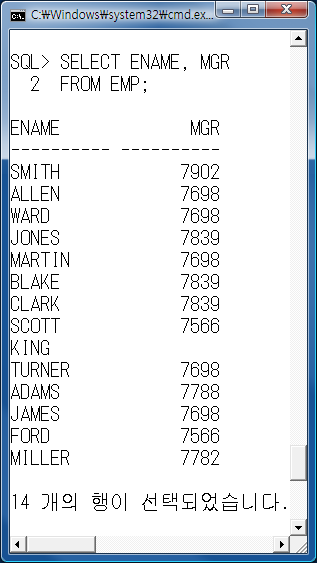 C:₩Windows₩system32₩cmd.ex...
SQL> SELECT ENAME, MGR
2 FROM EMP;
ENAME MGR
---------- ----------
SMITH 7902
ALLEN 7698
WARD 7698
JONES 7839
MARTIN 7698
BLAKE 7839
CLARK 7839
SCOTT 7566
KING
TURNER 7698
ADAMS 7788
JAMES 7698
FORD 7566
MILLER 7782
14 개의 행이 선택되었습니다.